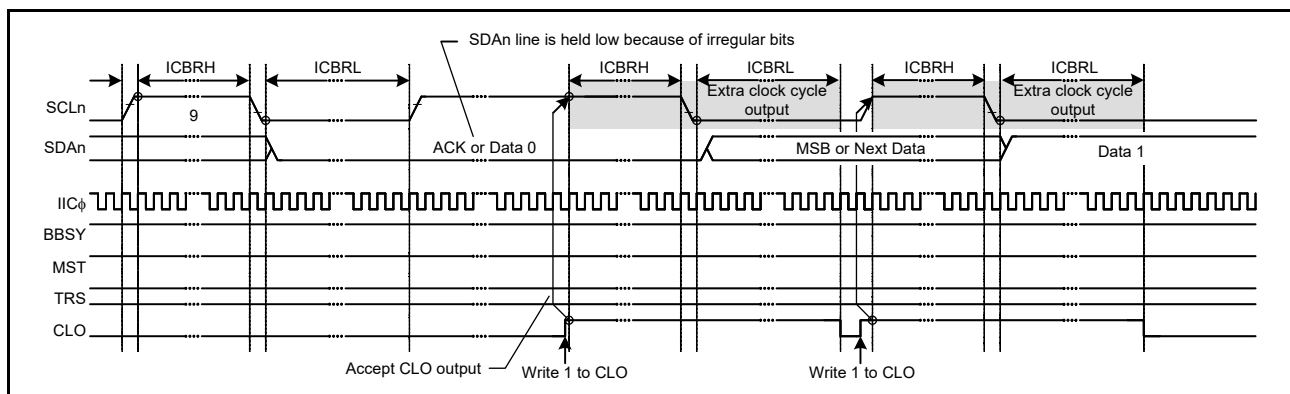 SDAn line is held low because of irregular bits
ICBRH
ICBRL
ICBRH
ICBRL
ICBRH
ICBRL
SCLn
9
Extra clock cycle
output
Extra clock cycle
output
SDAn
ACK or Data 0
MSB or Next Data
Data 1
IICϕ
BBSY
MST
TRS
CLO
Accept CLO output
Write 1 to CLO
Write 1 to CLO